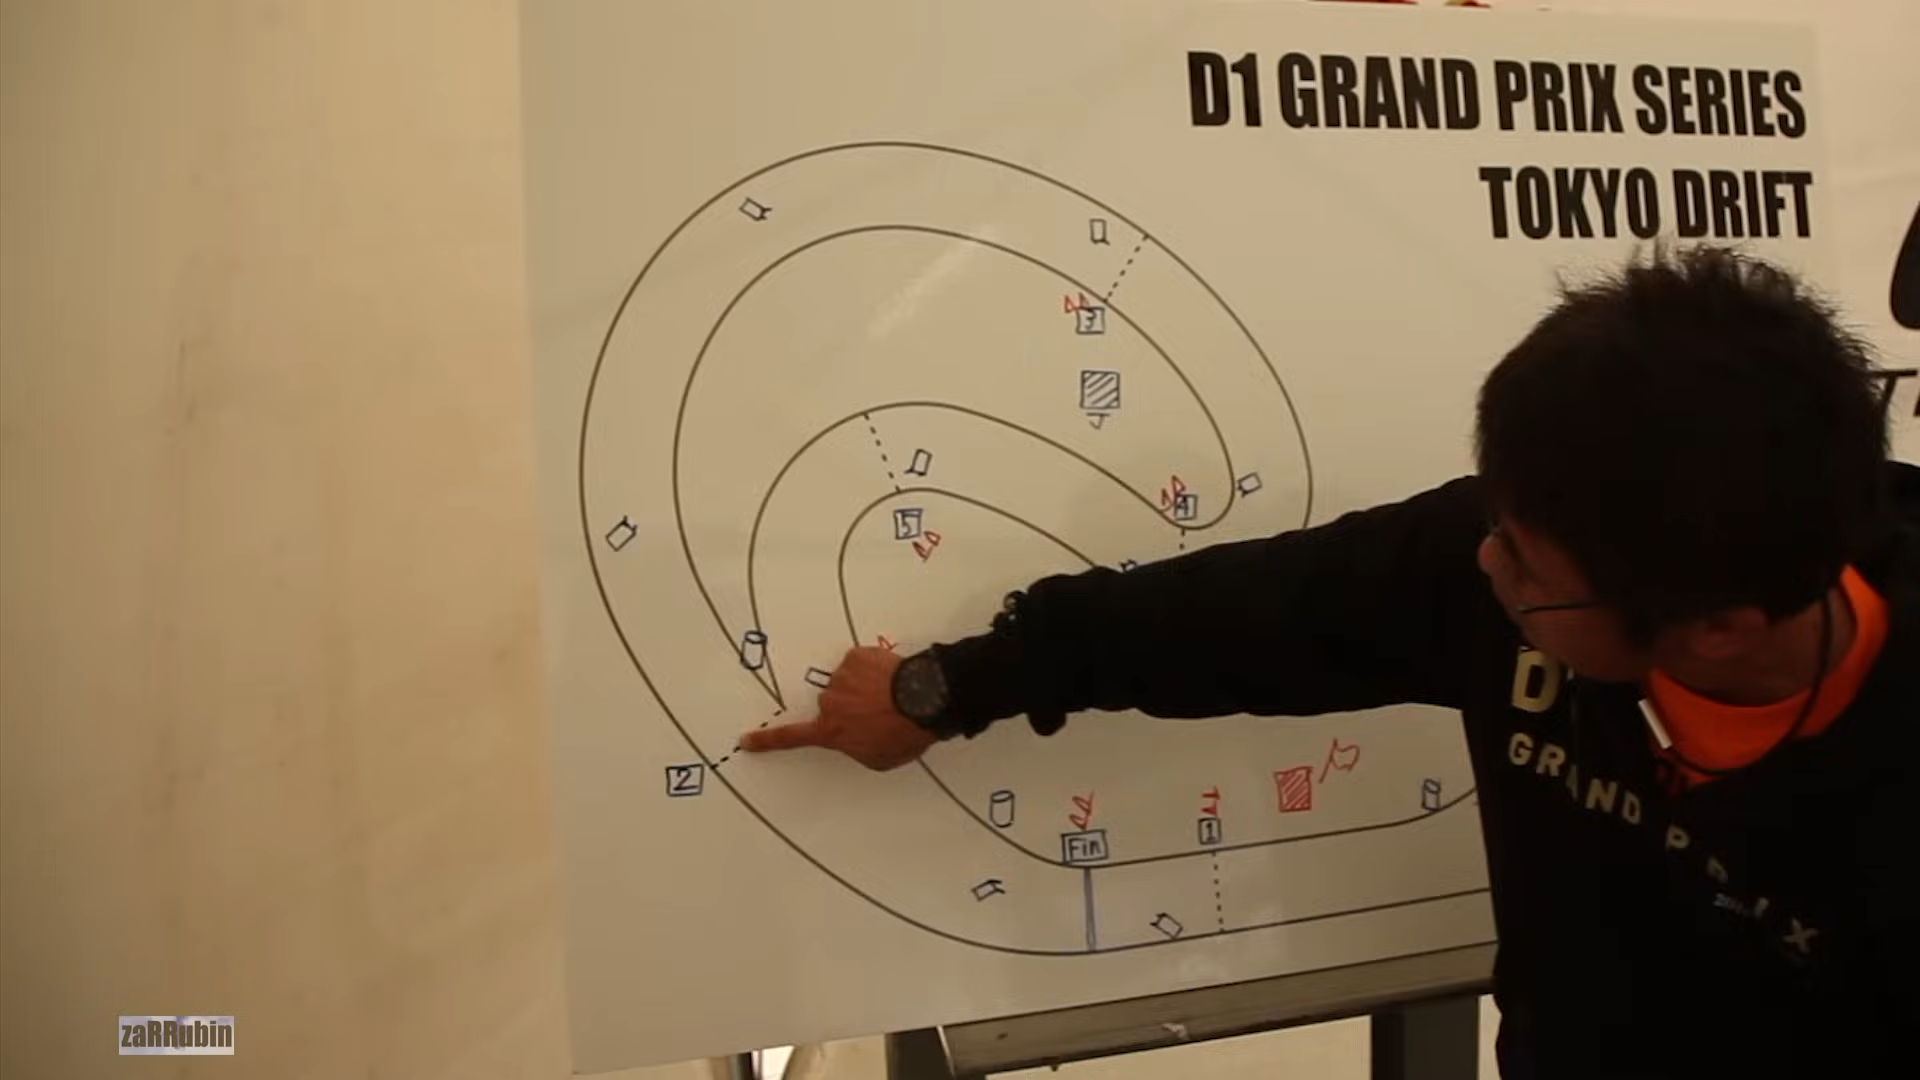 D1 GRAND PRIX SERIES
TOKYO DRIFT
3
J
4
5
2
Fin
1
GRAND PRIX
zaRRubin